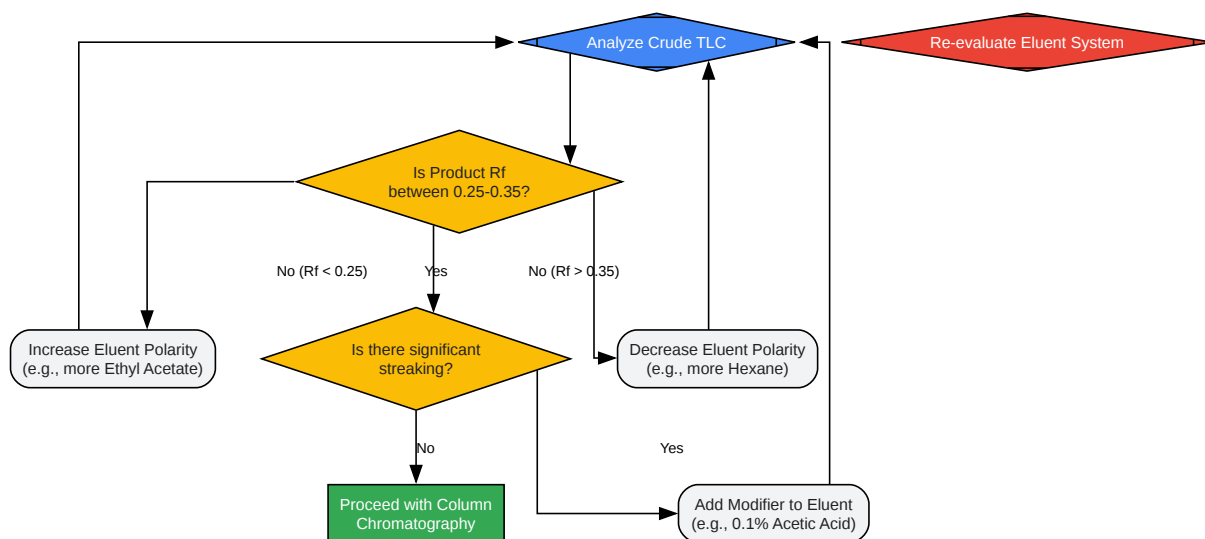 Analyze Crude TLC
Re-evaluate Eluent System
Is Product Rf
between 0.25-0.35?
No (Rf < 0.25)
Yes
No (Rf > 0.35)
Increase Eluent Polarity
(e.g., more Ethyl Acetate)
Is there significant
streaking?
Decrease Eluent Polarity
(e.g., more Hexane)
No
Yes
Proceed with Column
Chromatography
Add Modifier to Eluent
(e.g., 0.1% Acetic Acid)